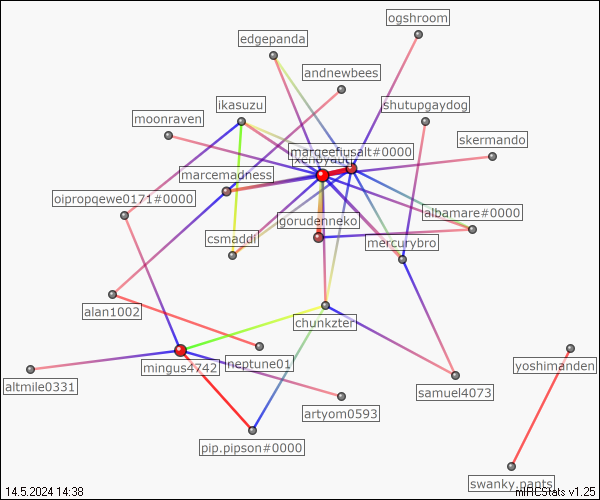 ogshroom
edgepanda
andnewbees
ikasuzu
shutupgaydog
moonraven
skermando
marqeefiusalt#0000
marcemadness
oipropqewe0171#0000
albamare#0000
gorudenneko
csmaddi
mercurybro
alan1002
chunkzter
neptune01
yoshimanden
mingus4742
altmile0331
samuel4073
artyom0593
pip.pipson#0000
swanky.pants
14.5.2024 14:38
mIRCStats v1.25